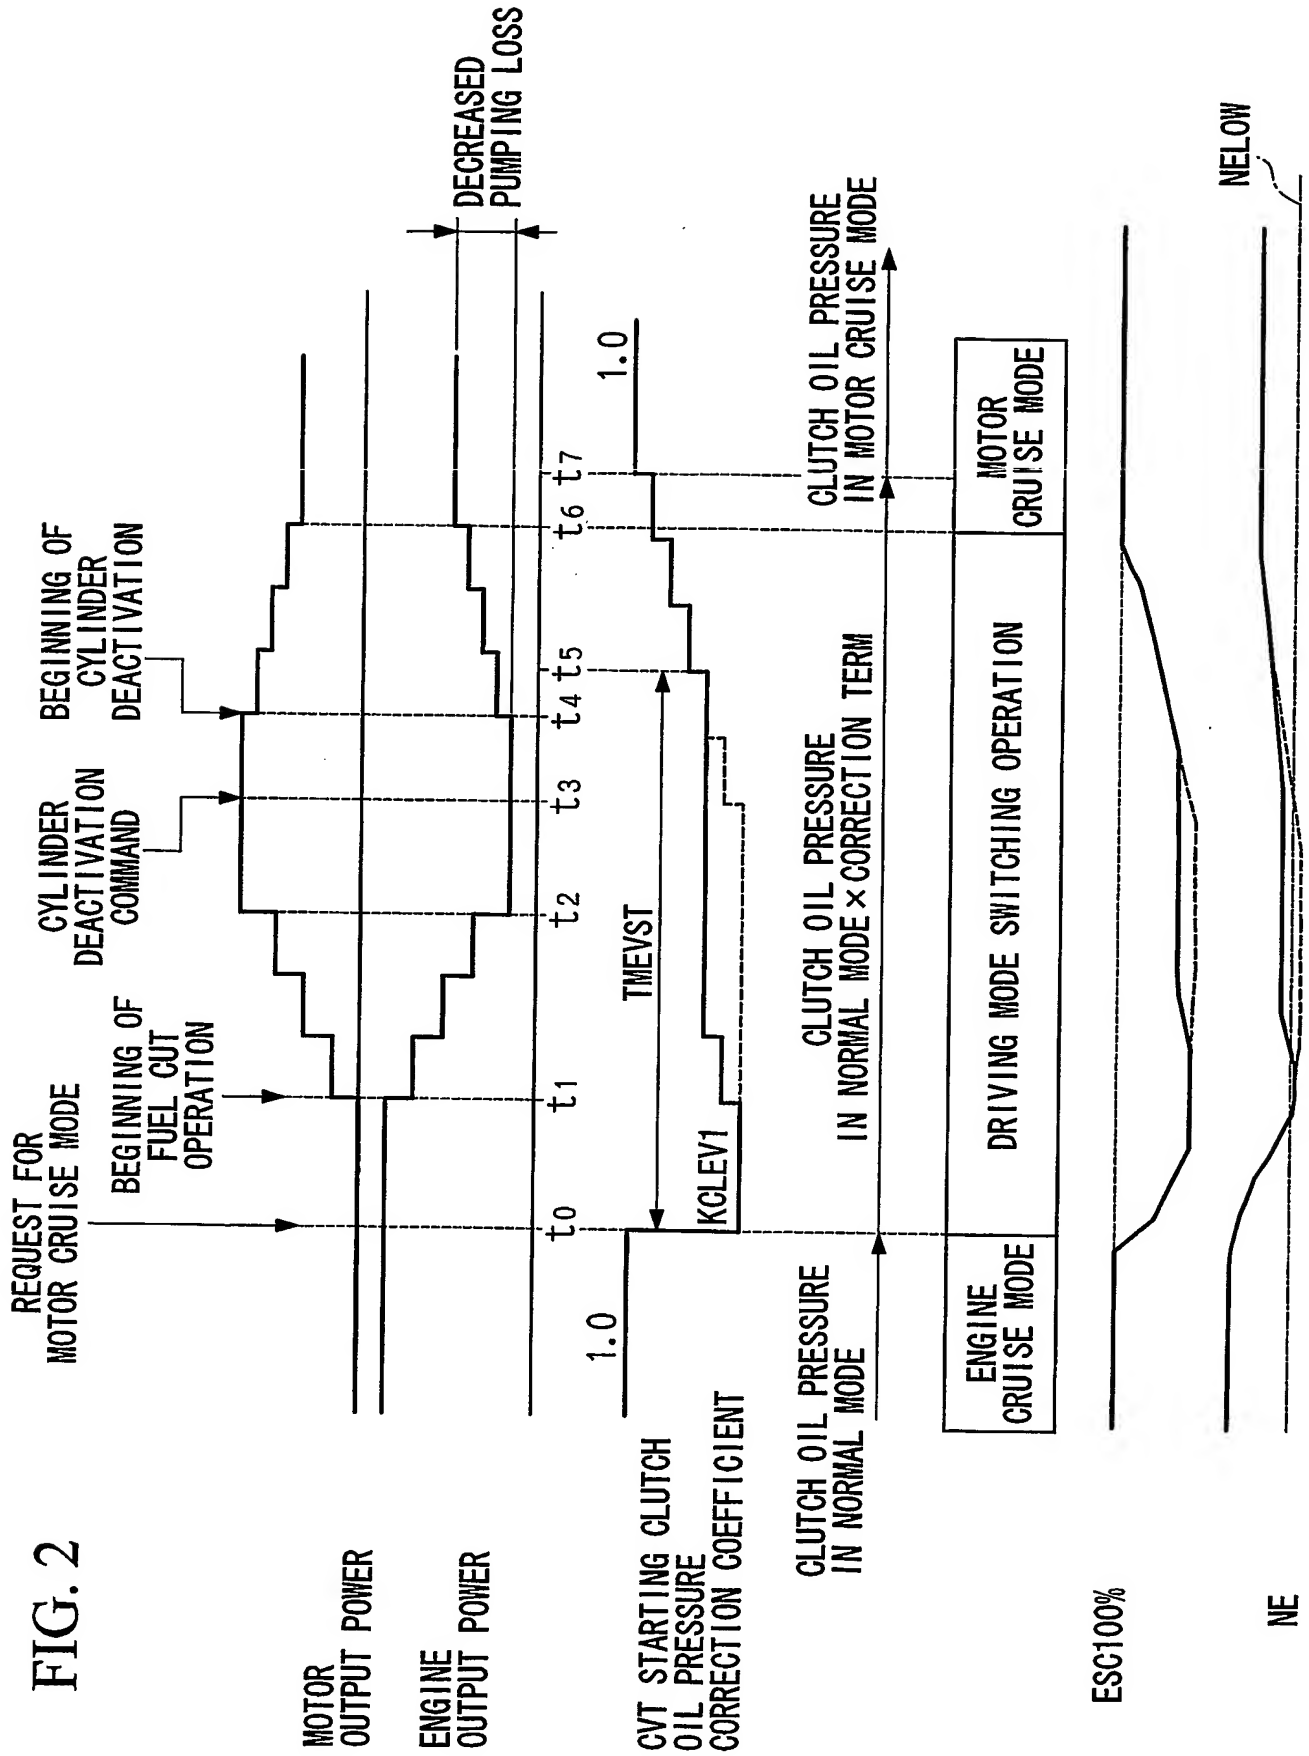 FIG. 2
REQUEST FOR
MOTOR CRUISE MODE
BEGINNING OF
FUEL CUT
OPERATION
CYLINDER
DEACTIVATION
COMMAND
BEGINNING OF
CYLINDER
DEACTIVATION
MOTOR
OUTPUT POWER
ENGINE
OUTPUT POWER
DECREASED
PUMPING LOSS
t0
t1
t2
t3
t4
t5
t6
t7
CVT STARTING CLUTCH
OIL PRESSURE
CORRECTION COEFFICIENT
1.0
KCLEV1
TMEVST
1.0
CLUTCH OIL PRESSURE
IN NORMAL MODE
CLUTCH OIL PRESSURE
IN NORMAL MODE×CORRECTION TERM
CLUTCH OIL PRESSURE
IN MOTOR CRUISE MODE
ENGINE
CRUISE MODE
DRIVING MODE SWITCHING OPERATION
MOTOR
CRUISE MODE
ESC100%
NE
NELOW